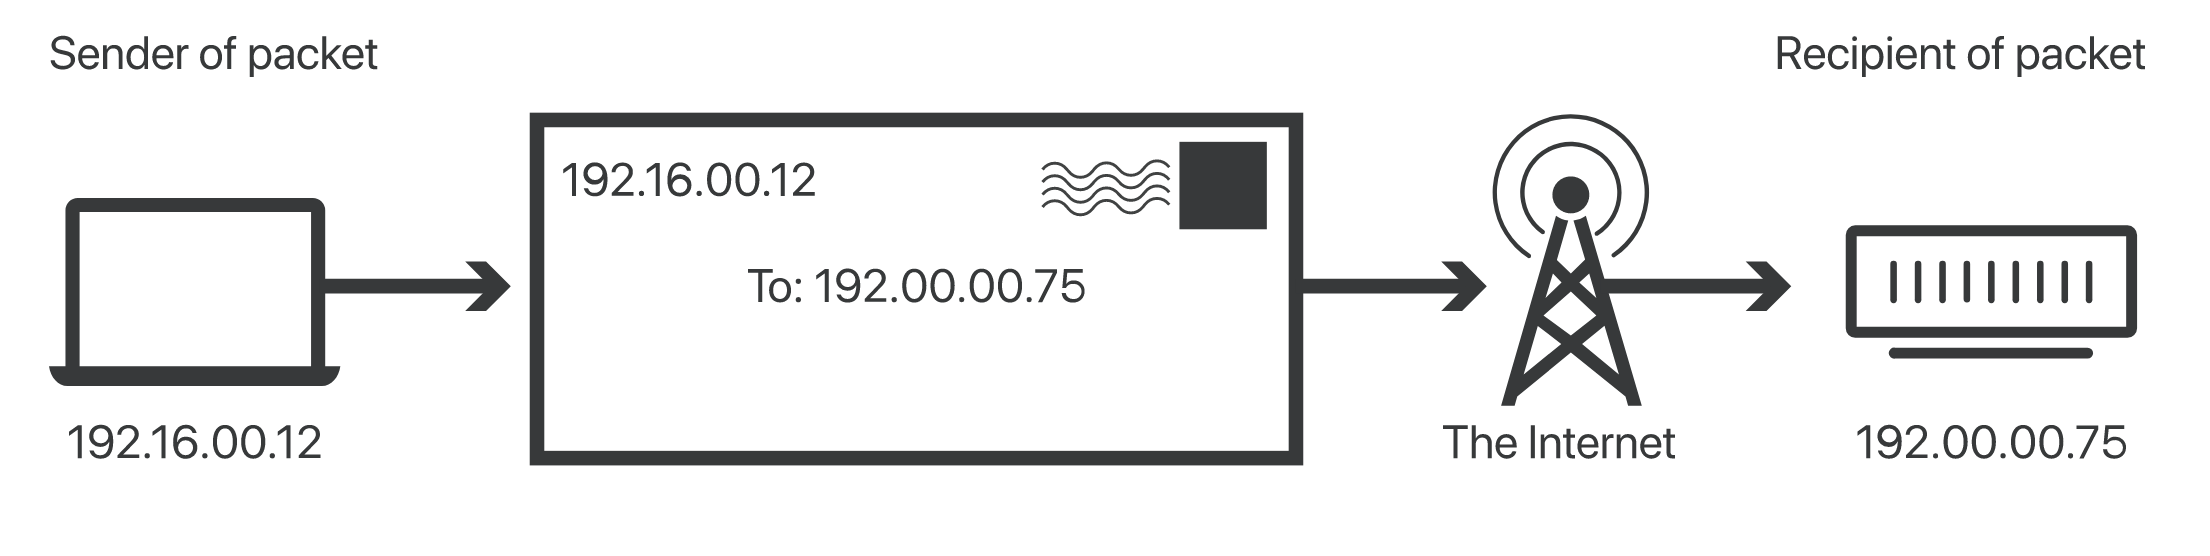 Sender of packet
Recipient of packet
192.16.00.12
To: 192.00.00.75
192.16.00.12
The Internet
192.00.00.75